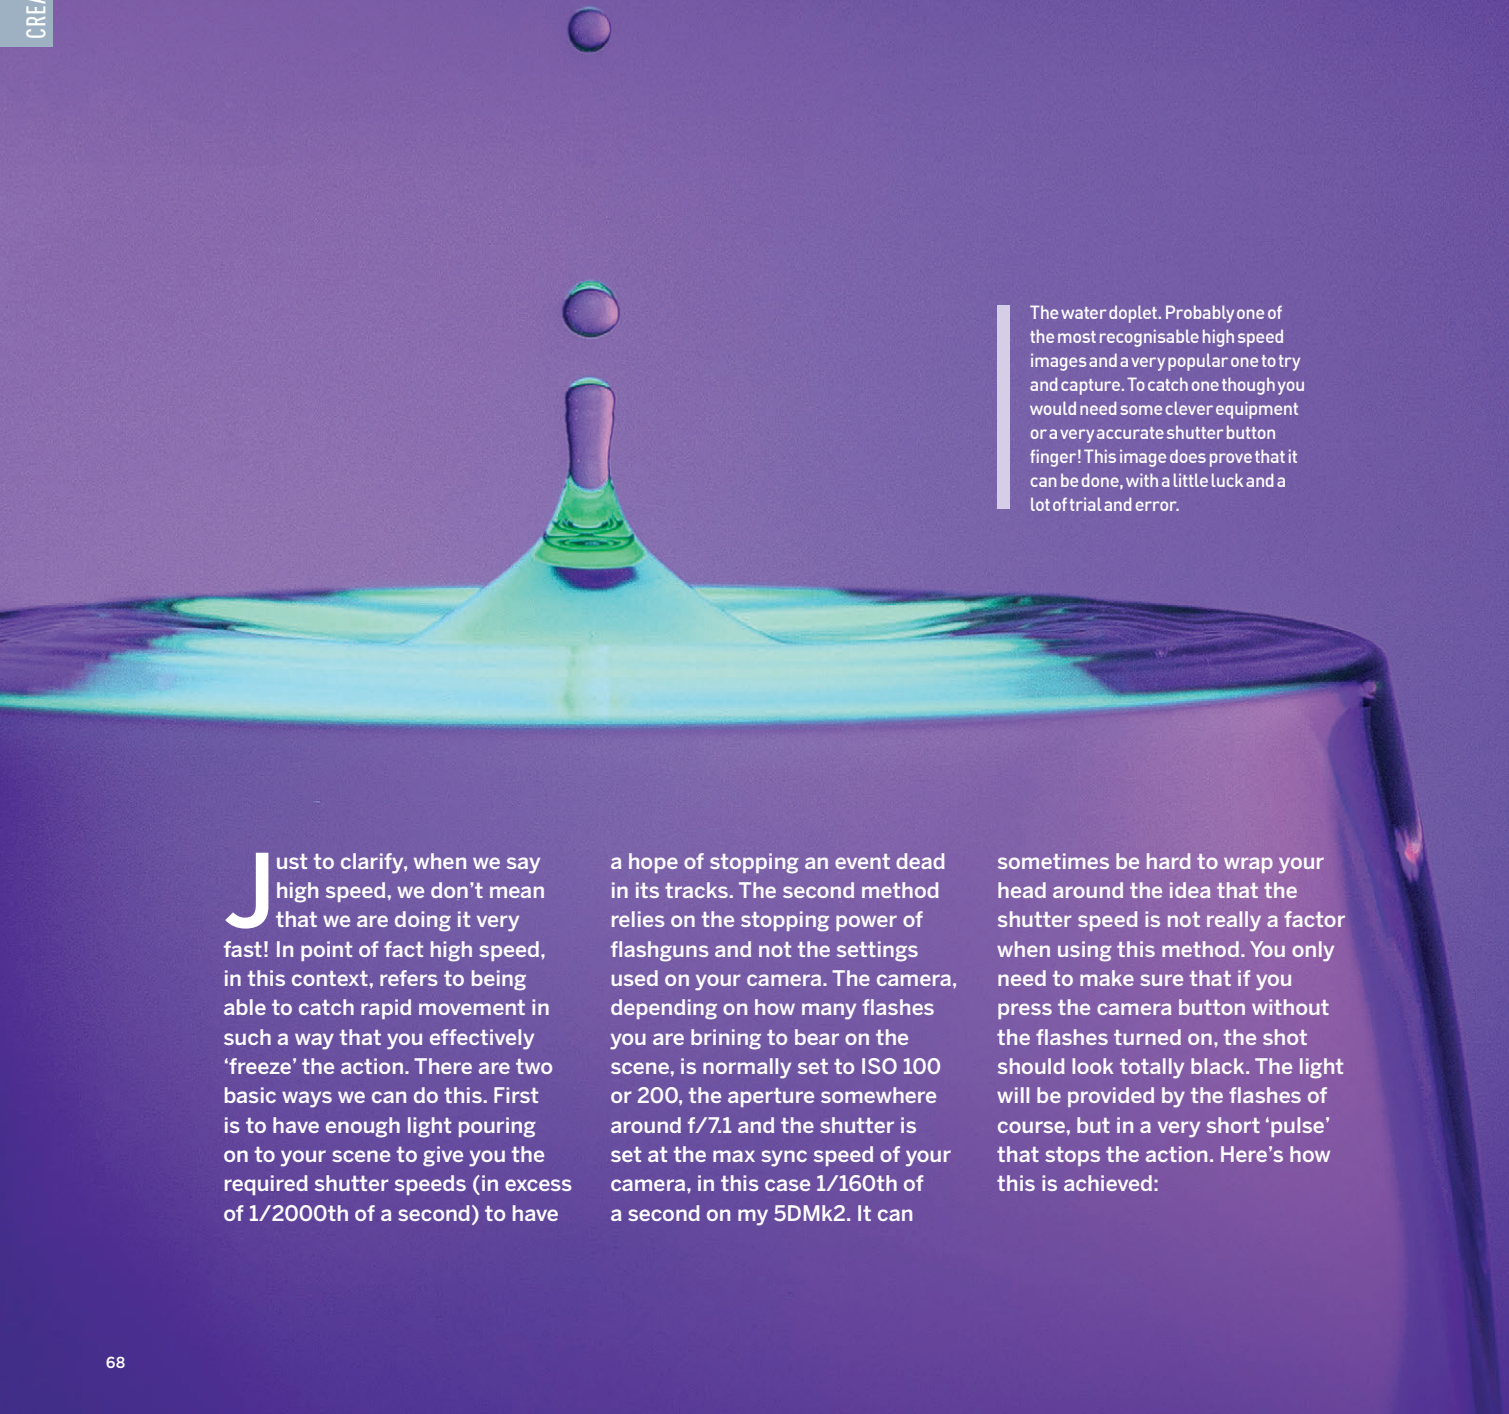 CREA
The water doplet. Probably one of
the most recognisable high speed
images and a very popular one to try
and capture. To catch one though you
would need some clever equipment
or a very accurate shutter button
finger! This image does prove that it
can be done, with a little luck and a
lot of trial and error.
Just to clarify, when we say
high speed, we don’t mean
that we are doing it very
fast! In point of fact high speed,
in this context, refers to being
able to catch rapid movement in
such a way that you effectively
‘freeze’ the action. There are two
basic ways we can do this. First
is to have enough light pouring
on to your scene to give you the
required shutter speeds (in excess
of 1/2000th of a second) to have
a hope of stopping an event dead
in its tracks. The second method
relies on the stopping power of
flashguns and not the settings
used on your camera. The camera,
depending on how many flashes
you are brining to bear on the
scene, is normally set to ISO 100
or 200, the aperture somewhere
around f/7.1 and the shutter is
set at the max sync speed of your
camera, in this case 1/160th of
a second on my 5DMk2. It can
sometimes be hard to wrap your
head around the idea that the
shutter speed is not really a factor
when using this method. You only
need to make sure that if you
press the camera button without
the flashes turned on, the shot
should look totally black. The light
will be provided by the flashes of
course, but in a very short ‘pulse’
that stops the action. Here’s how
this is achieved:
68